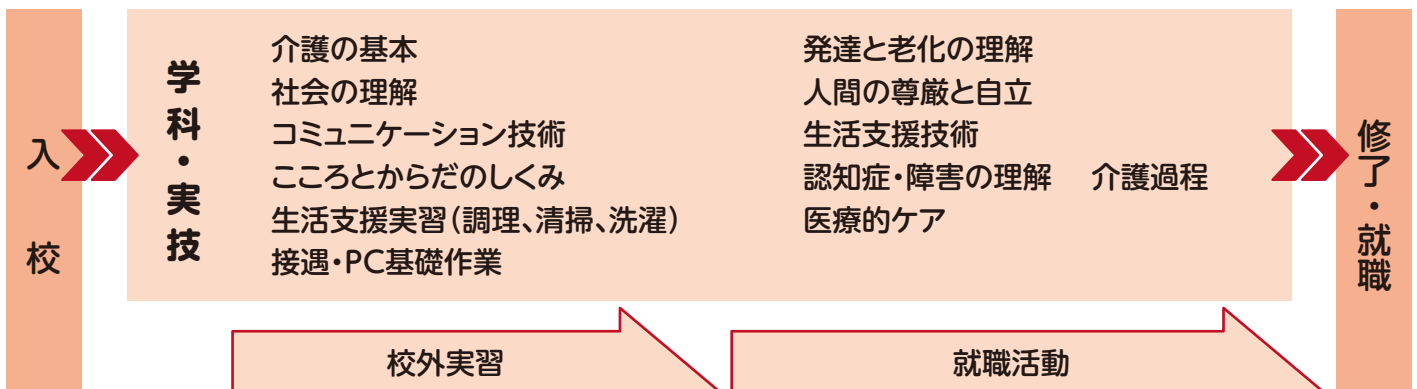 入校
学科・実技
介護の基本
社会の理解
コミュニケーション技術
こころとからだのしくみ
生活支援実習(調理、清掃、洗濯)
接遇・PC基礎作業
発達と老化の理解
人間の尊厳と自立
生活支援技術
認知症・障害の理解 介護過程
医療的ケア
校外実習
就職活動
修了・就職